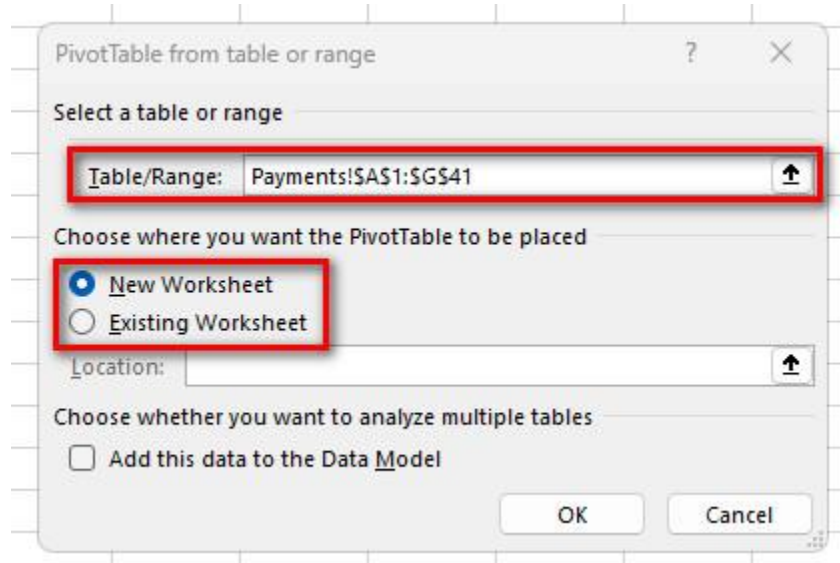 PivotTable from table or range ?
Select a table or range
Table/Range: Payments!$A$1:$G$41
Choose where you want the PivotTable to be placed
New Worksheet
Existing Worksheet
Location:
Choose whether you want to analyze multiple tables
Add this data to the Data Model
OK Cancel